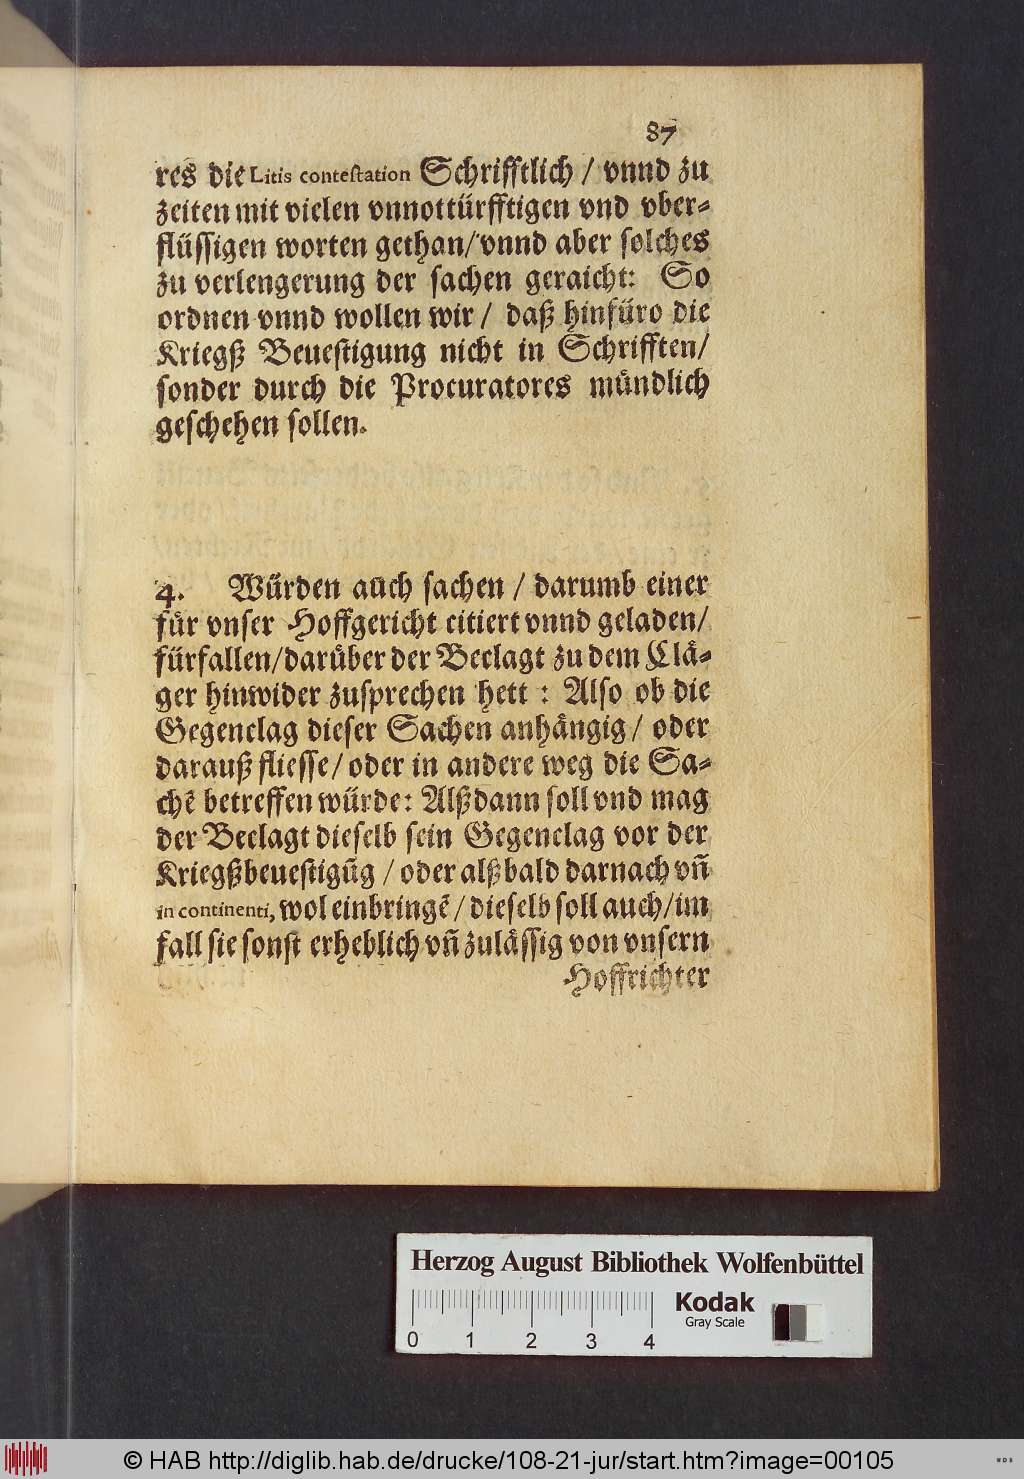 87
res die Litis contestation Schrifftlich / vnnd zu
zeiten mit vielen vnnottürfftigen vnd vber⸗
flüssigen worten gethan / vnnd aber solches
zu verlengerung der sachen geraicht: So
ordnen vnnd wollen wir / daß hinfüro die
Kriegß Beuestigung nicht in Schrifften /
sonder durch die Procuratores mündlich
geschehen sollen.
4. Würden auch sachen / darumb einer
für vnser Hoffgericht citiert vnnd geladen /
fürfallen / darüber der Beclagt zu dem Clä⸗
ger hinwider zusprechen hett : Also ob die
Gegenclag dieser Sachen anhängig / oder
darauß fliesse / oder in andere weg die Sa⸗
chẽ betreffen würde: Alß dann soll vnd mag
der Beclagt dieselb sein Gegenclag vor der
Kriegßbeuestigũg / oder alß bald darnach vñ
in continenti, wol einbringẽ / dieselb soll auch / im
fall sie sonst erheblich vñ zulässig von vnsern
Hoffrichter
Herzog August Bibliothek Wolfenbüttel
Kodak
Gray Scale
0 1 2 3 4
© HAB http://diglib.hab.de/drucke/108-21-jur/start.htm?image=00105